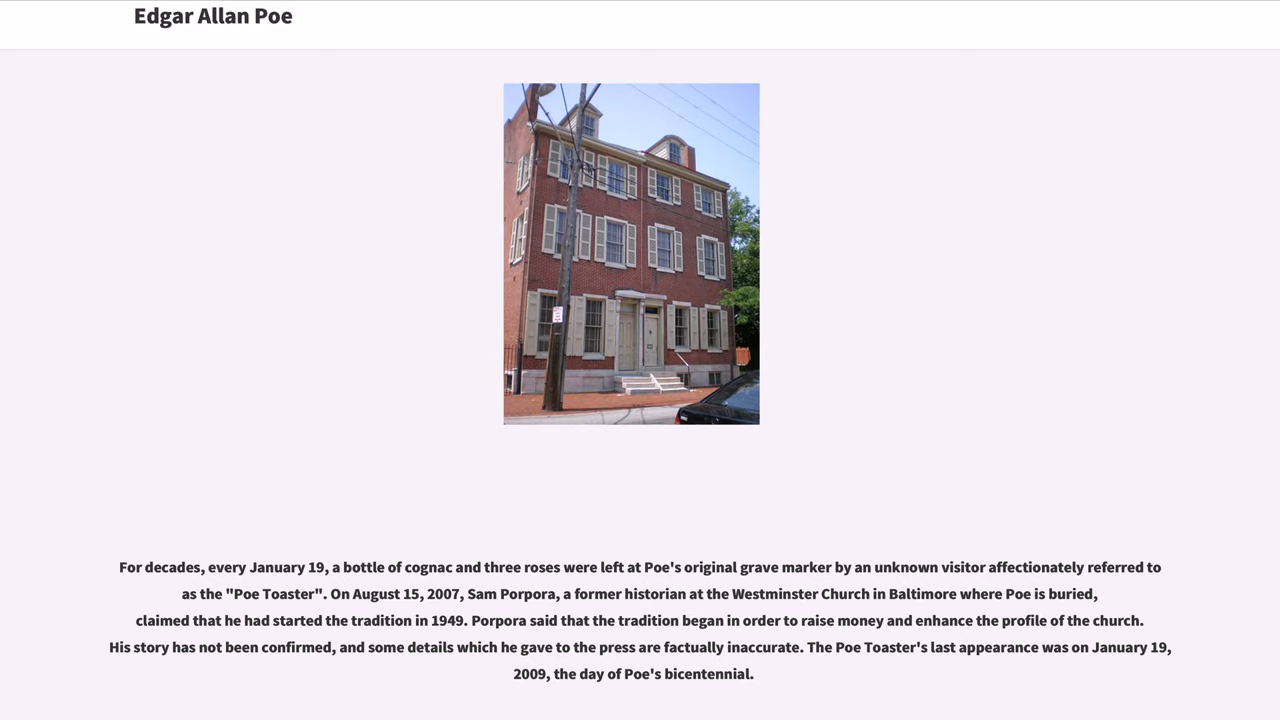 Edgar Allan Poe
For decades, every January 19, a bottle of cognac and three roses were left at Poe's original grave marker by an unknown visitor affectionately referred to
as the "Poe Toaster". On August 15, 2007, Sam Porpora, a former historian at the Westminster Church in Baltimore where Poe is buried,
claimed that he had started the tradition in 1949. Porpora said that the tradition began in order to raise money and enhance the profile of the church.
His story has not been confirmed, and some details which he gave to the press are factually inaccurate. The Poe Toaster's last appearance was on January 19,
2009, the day of Poe's bicentennial.